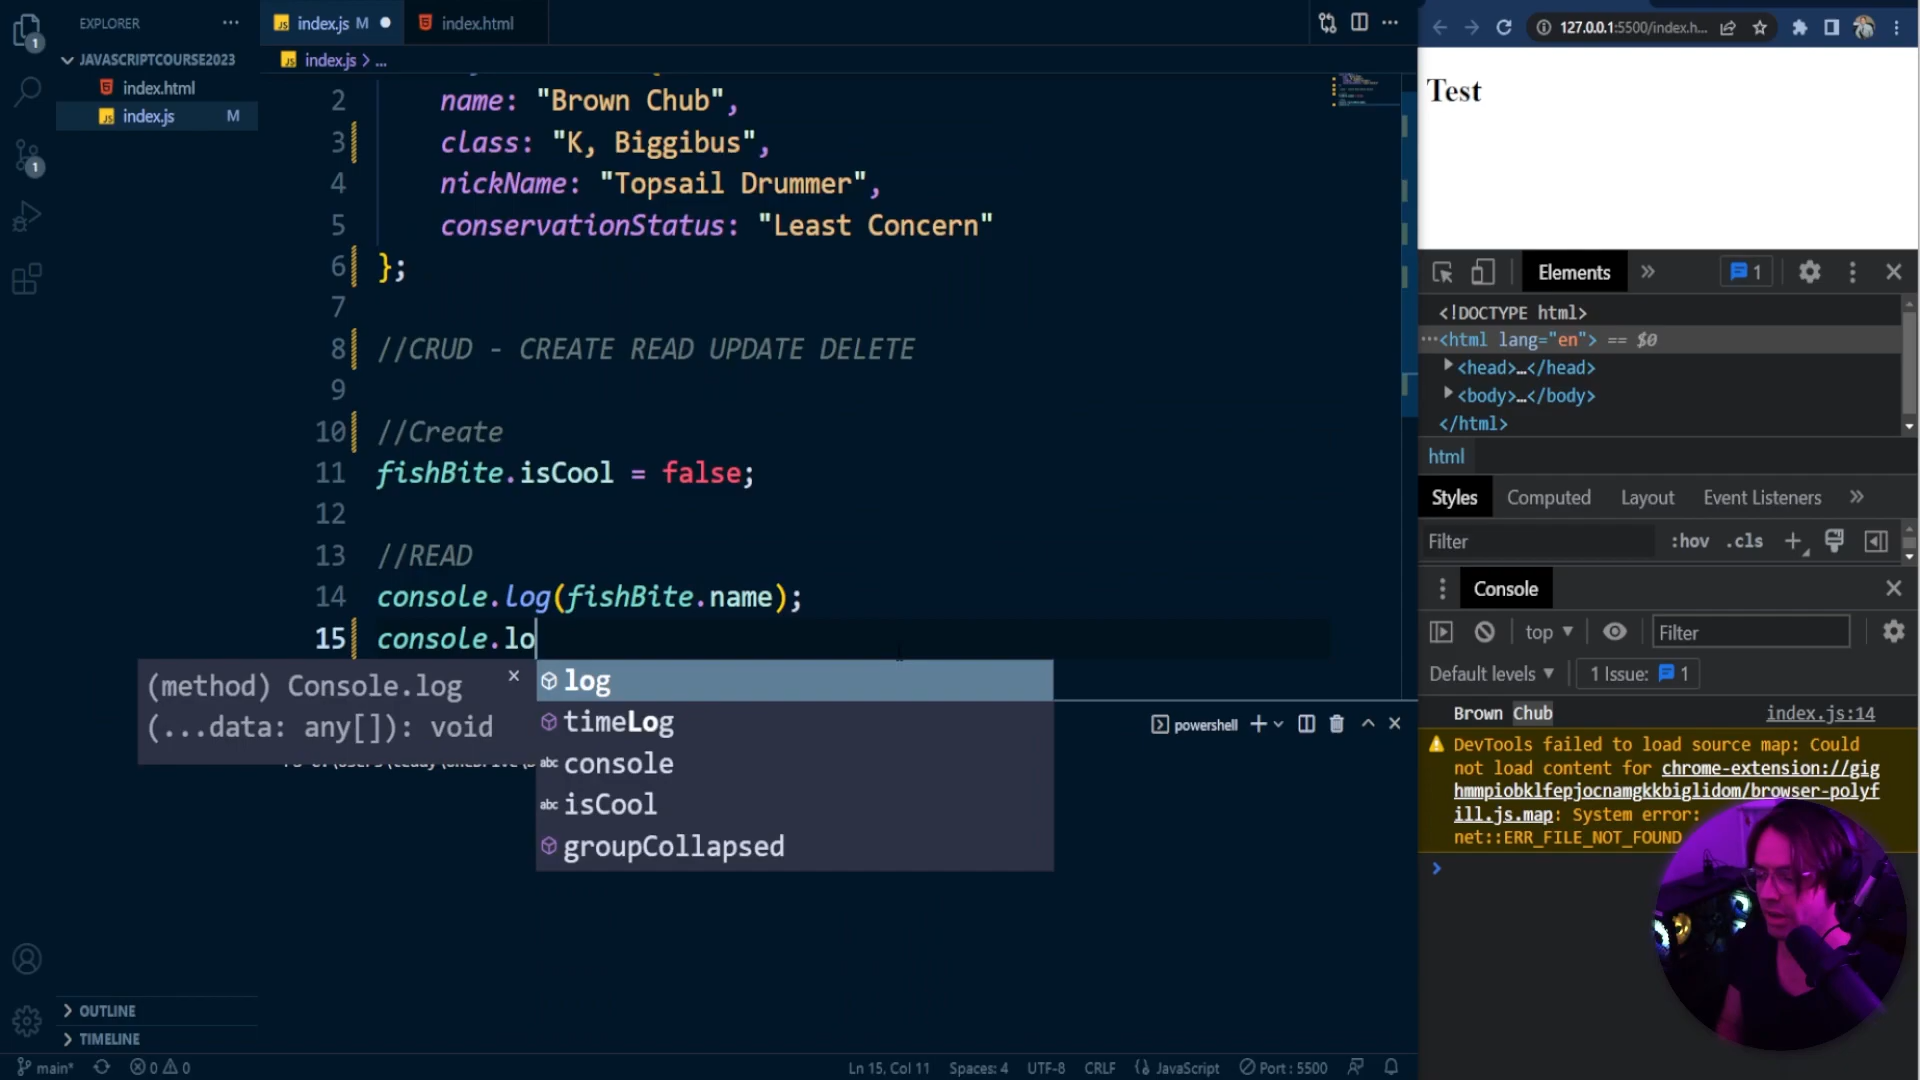 EXPLORER
JAVASCRIPTCOURSE2023
index.html
index.js M
1
1
index.js M
index.html
index.js > ...
2 name: "Brown Chub",
3 class: "K, Biggibus",
4 nickName: "Topsail Drummer",
5 conservationStatus: "Least Concern"
6 };
7
8 //CRUD - CREATE READ UPDATE DELETE
9
10 //Create
11 fishBite.isCool = false;
12
13 //READ
14 console.log(fishBite.name);
15 console.lo
(method) Console.log
(...data: any[]): void
log
timeLog
console
isCool
groupCollapsed
powershell
OUTLINE
TIMELINE
main*
0 0
Ln 15, Col 11
Spaces: 4
UTF-8
CRLF
JavaScript
Port : 5500
127.0.0.1:5500/index.h...
Test
Elements
1
<!DOCTYPE html>
<html lang="en"> == $0
<head>…</head>
<body>…</body>
</html>
html
Styles
Computed
Layout
Event Listeners
Filter
:hov .cls
Console
top
Filter
Default levels
1 Issue: 1
Brown Chub index.js:14
DevTools failed to load source map: Could
not load content for chrome-extension://gig
hmmpiobklfepjocnamgkkbiglidom/browser-polyf
ill.js.map: System error:
net::ERR_FILE_NOT_FOUND